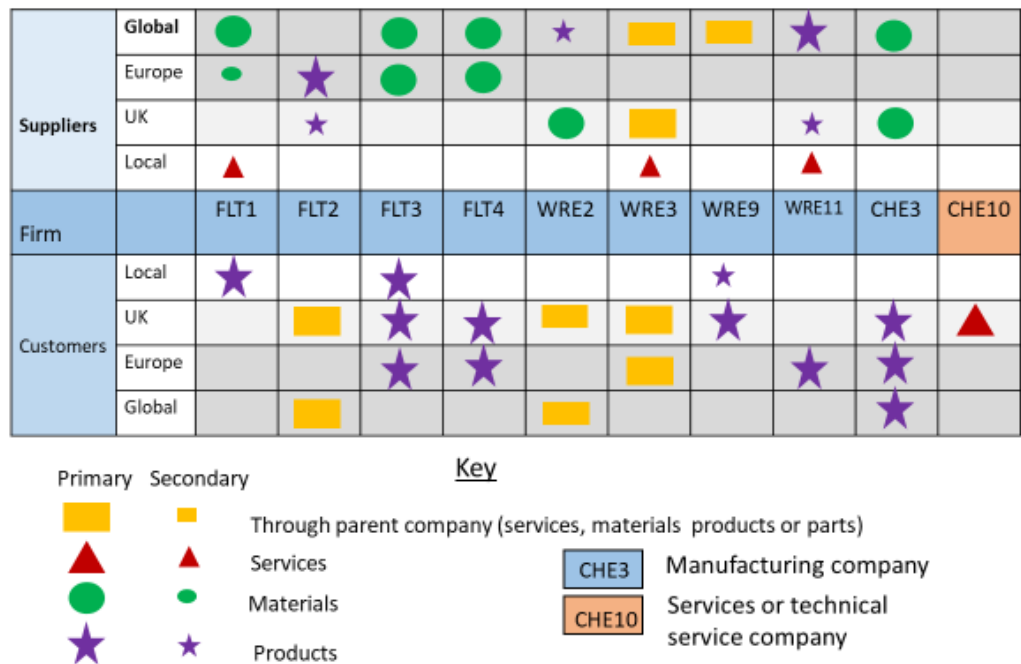 Global
Europe
Suppliers
UK
Local
Firm
FLT1 FLT2 FLT3 FLT4 WRE2 WRE3 WRE9 WRE11 CHE3 CHE10
Local
UK
Customers
Europe
Global
Key
Primary Secondary
Through parent company (services, materials products or parts)
Services
Materials
Products
CHE3 Manufacturing company
CHE10 Services or technical
service company